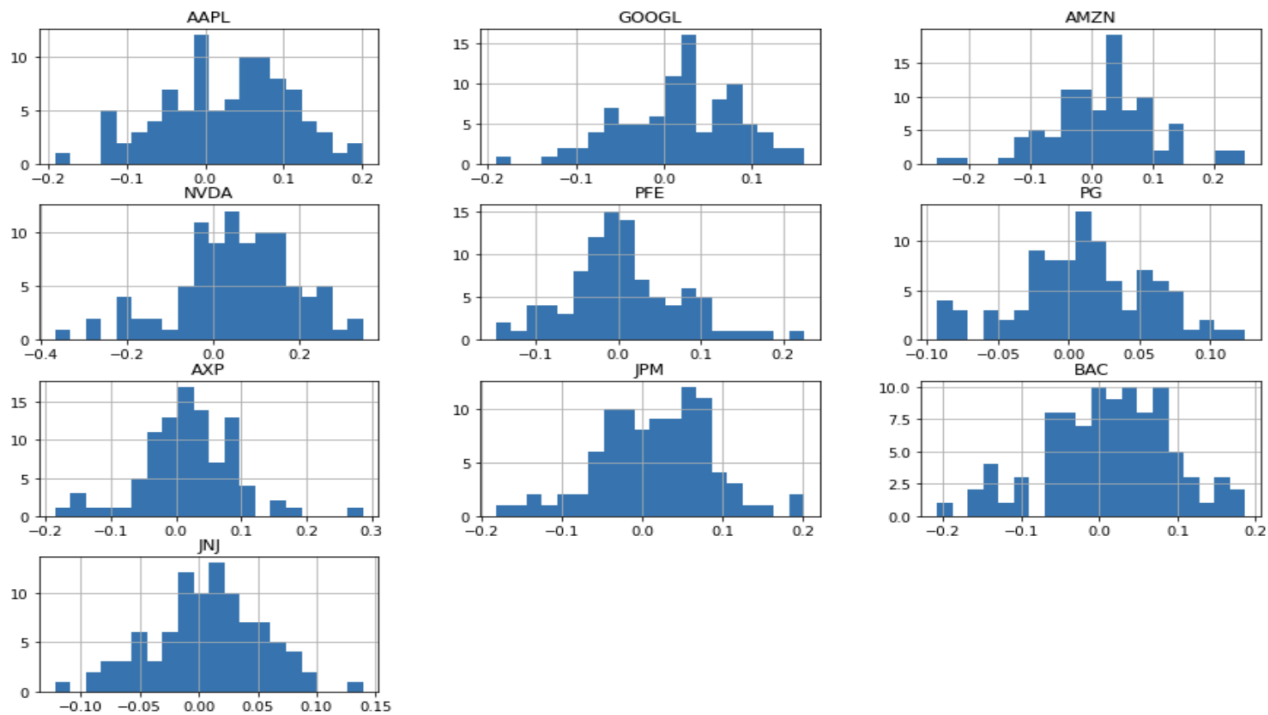 AAPL GOOGL AMZN
10 15 15
5 10 10
0 5 5
0 0
−0.2 −0.1 0.0 0.1 0.2 −0.2 −0.1 0.0 0.1 −0.2 −0.1 0.0 0.1 0.2
NVDA PFE PG
10 15 10
5 10 5
0 5 0
0
−0.4 −0.2 0.0 0.2 −0.1 0.0 0.1 0.2 −0.10 −0.05 0.00 0.05 0.10
AXP JPM BAC
15 10 10.0
10 5 7.5
5 0 5.0
0 2.5
0.0
−0.2 −0.1 0.0 0.1 0.2 0.3 −0.2 −0.1 0.0 0.1 0.2 −0.2 −0.1 0.0 0.1 0.2
JNJ
10
5
0
−0.10 −0.05 0.00 0.05 0.10 0.15